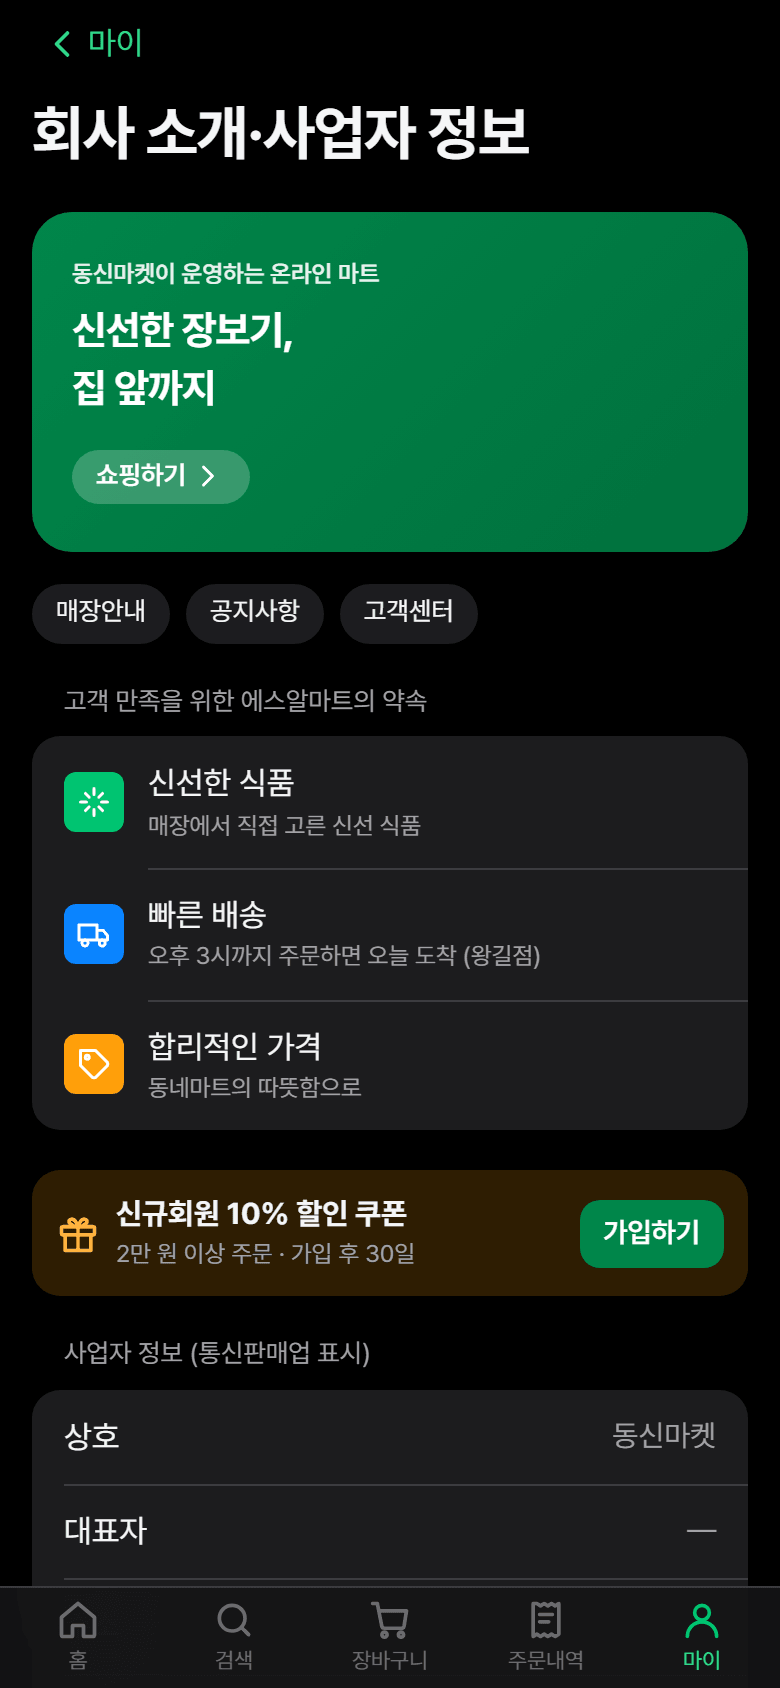 마이
회사 소개·사업자 정보
동신마켓이 운영하는 온라인 마트
신선한 장보기,
집 앞까지
쇼핑하기
매장안내
공지사항
고객센터
고객 만족을 위한 에스알마트의 약속
신선한 식품
매장에서 직접 고른 신선 식품
빠른 배송
오후 3시까지 주문하면 오늘 도착 (왕길점)
합리적인 가격
동네마트의 따뜻함으로
신규회원 10% 할인 쿠폰
2만 원 이상 주문 · 가입 후 30일
가입하기
사업자 정보 (통신판매업 표시)
상호 동신마켓
대표자 —
홈 검색 장바구니 주문내역 마이